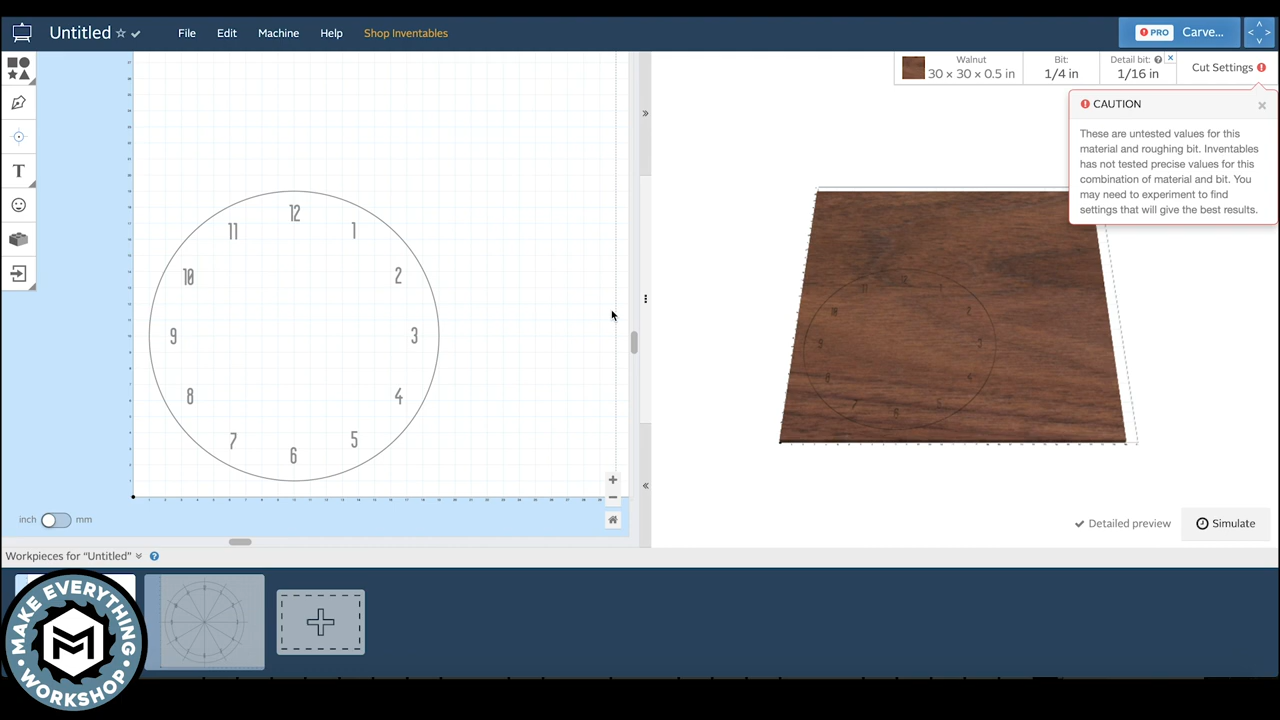 Untitled
File
Edit
Machine
Help
Shop Inventables
PRO
Carve...
Walnut
30 x 30 x 0.5 in
Bit:
1/4 in
Detail bit:
1/16 in
Cut Settings
CAUTION
These are untested values for this
material and roughing bit. Inventables
has not tested precise values for this
combination of material and bit. You
may need to experiment to find
settings that will give the best results.
T
12
11
1
10
2
9
3
8
4
7
5
6
inch
mm
Detailed preview
Simulate
Workpieces for "Untitled"
MAKE EVERYTHING
M
WORKSHOP